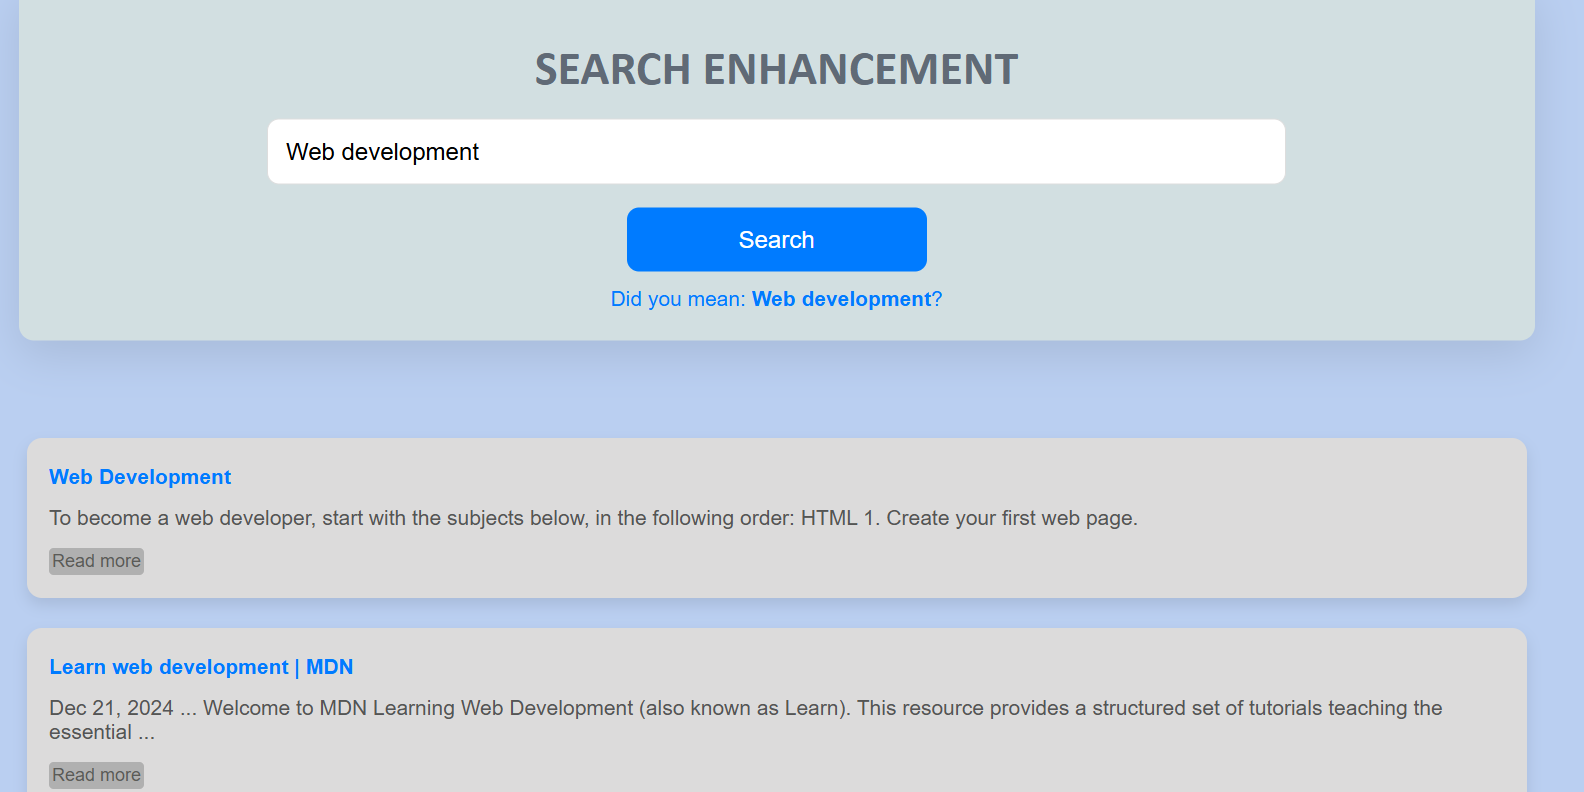 SEARCH ENHANCEMENT
Web development
Search
Did you mean: Web development?
Web Development
To become a web developer, start with the subjects below, in the following order: HTML 1. Create your first web page.
Read more
Learn web development | MDN
Dec 21, 2024 ... Welcome to MDN Learning Web Development (also known as Learn). This resource provides a structured set of tutorials teaching the
essential ...
Read more